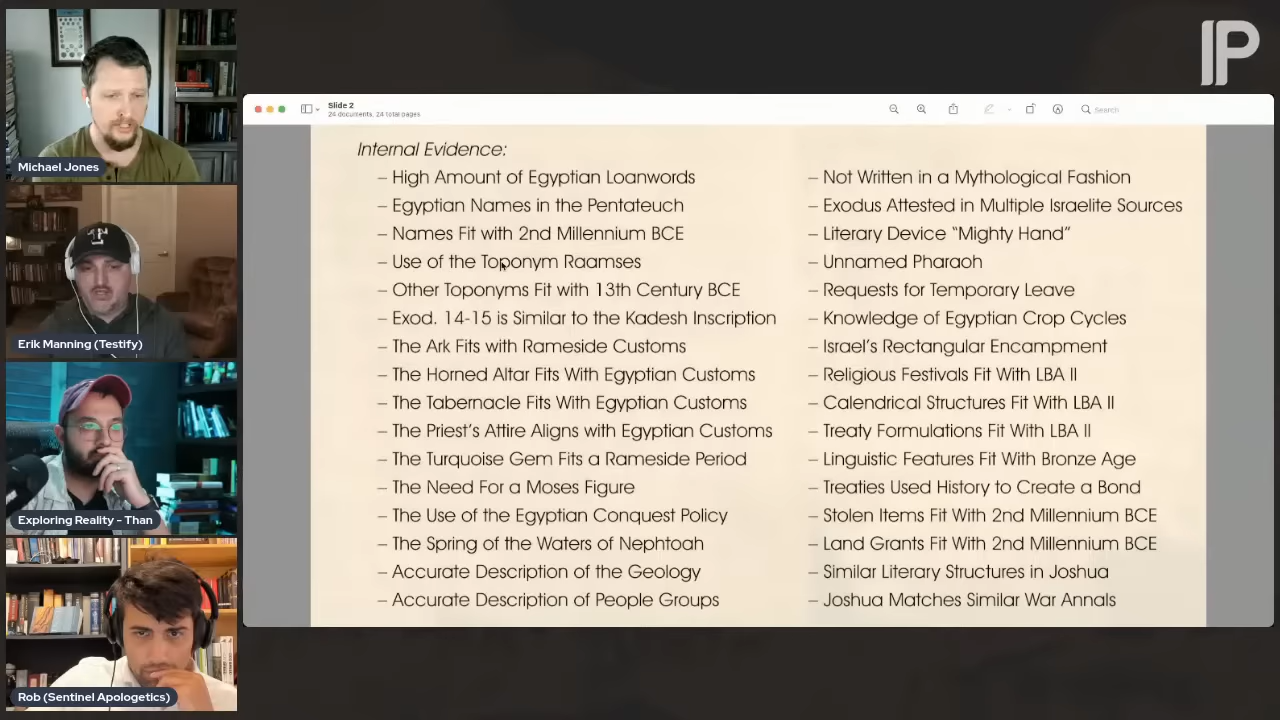 IP
Michael Jones
Erik Manning (Testify)
Exploring Reality - Than
Rob (Sentinel Apologetics)
Slide 2
24 documents, 24 total pages
Search
Internal Evidence:
– High Amount of Egyptian Loanwords
– Egyptian Names in the Pentateuch
– Names Fit with 2nd Millennium BCE
– Use of the Toponym Raamses
– Other Toponyms Fit with 13th Century BCE
– Exod. 14-15 is Similar to the Kadesh Inscription
– The Ark Fits with Rameside Customs
– The Horned Altar Fits With Egyptian Customs
– The Tabernacle Fits With Egyptian Customs
– The Priest's Attire Aligns with Egyptian Customs
– The Turquoise Gem Fits a Rameside Period
– The Need For a Moses Figure
– The Use of the Egyptian Conquest Policy
– The Spring of the Waters of Nephtoah
– Accurate Description of the Geology
– Accurate Description of People Groups
– Not Written in a Mythological Fashion
– Exodus Attested in Multiple Israelite Sources
– Literary Device “Mighty Hand”
– Unnamed Pharaoh
– Requests for Temporary Leave
– Knowledge of Egyptian Crop Cycles
– Israel's Rectangular Encampment
– Religious Festivals Fit With LBA II
– Calendrical Structures Fit With LBA II
– Treaty Formulations Fit With LBA II
– Linguistic Features Fit With Bronze Age
– Treaties Used History to Create a Bond
– Stolen Items Fit With 2nd Millennium BCE
– Land Grants Fit With 2nd Millennium BCE
– Similar Literary Structures in Joshua
– Joshua Matches Similar War Annals